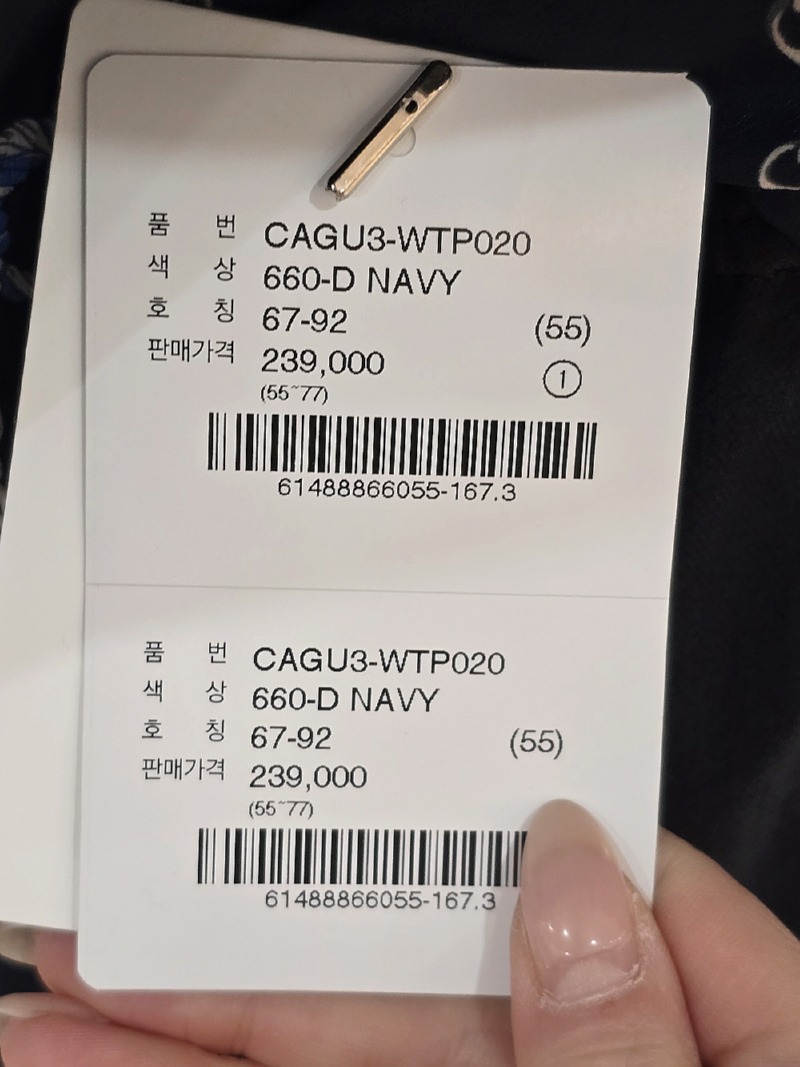 품 번 CAGU3-WTP020
색 상 660-D NAVY
호 칭 67-92 (55)
판매가격 239,000 ①
(55~77)
61488866055-167.3
품 번 CAGU3-WTP020
색 상 660-D NAVY
호 칭 67-92 (55)
판매가격 239,000
(55~77)
61488866055-167.3